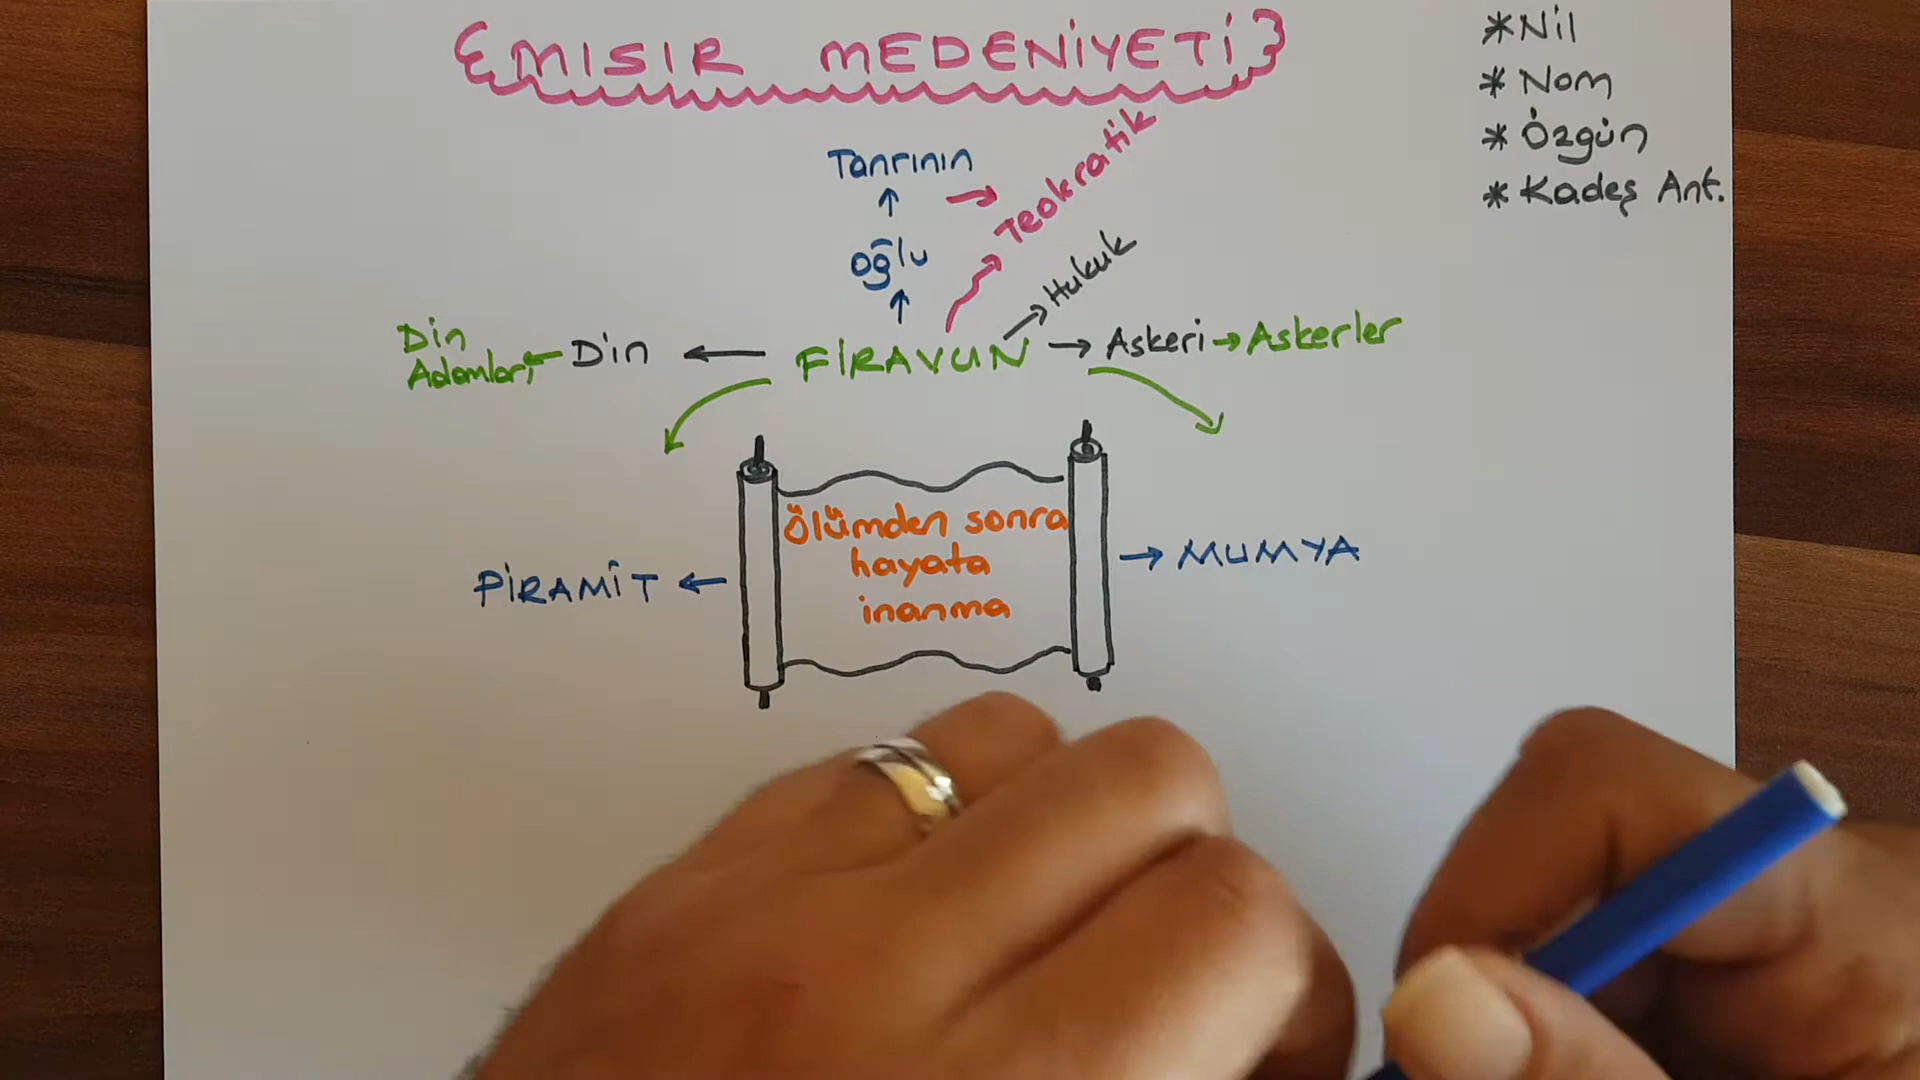 MISIR MEDENİYETİ
*Nil
*Nom
*Özgün
*Kadeş Ant.
Tanrının
Teokratik
oğlu
Hukuk
Din
Adamları
Din
FİRAVUN
Askeri
Askerler
Ölümden sonra
hayata
inanma
PİRAMİT
MUMYA